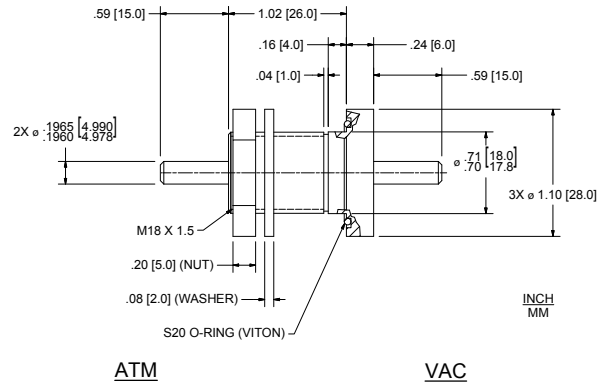 .59 [15.0]
1.02 [26.0]
.16 [4.0]
.24 [6.0]
.04 [1.0]
.59 [15.0]
2X ø .1965 [4.990]
.1960 4.978
ø .71 [18.0]
.70 17.8
3X ø 1.10 [28.0]
M18 X 1.5
.20 [5.0] (NUT)
.08 [2.0] (WASHER)
INCH
MM
S20 O-RING (VITON)
ATM
VAC